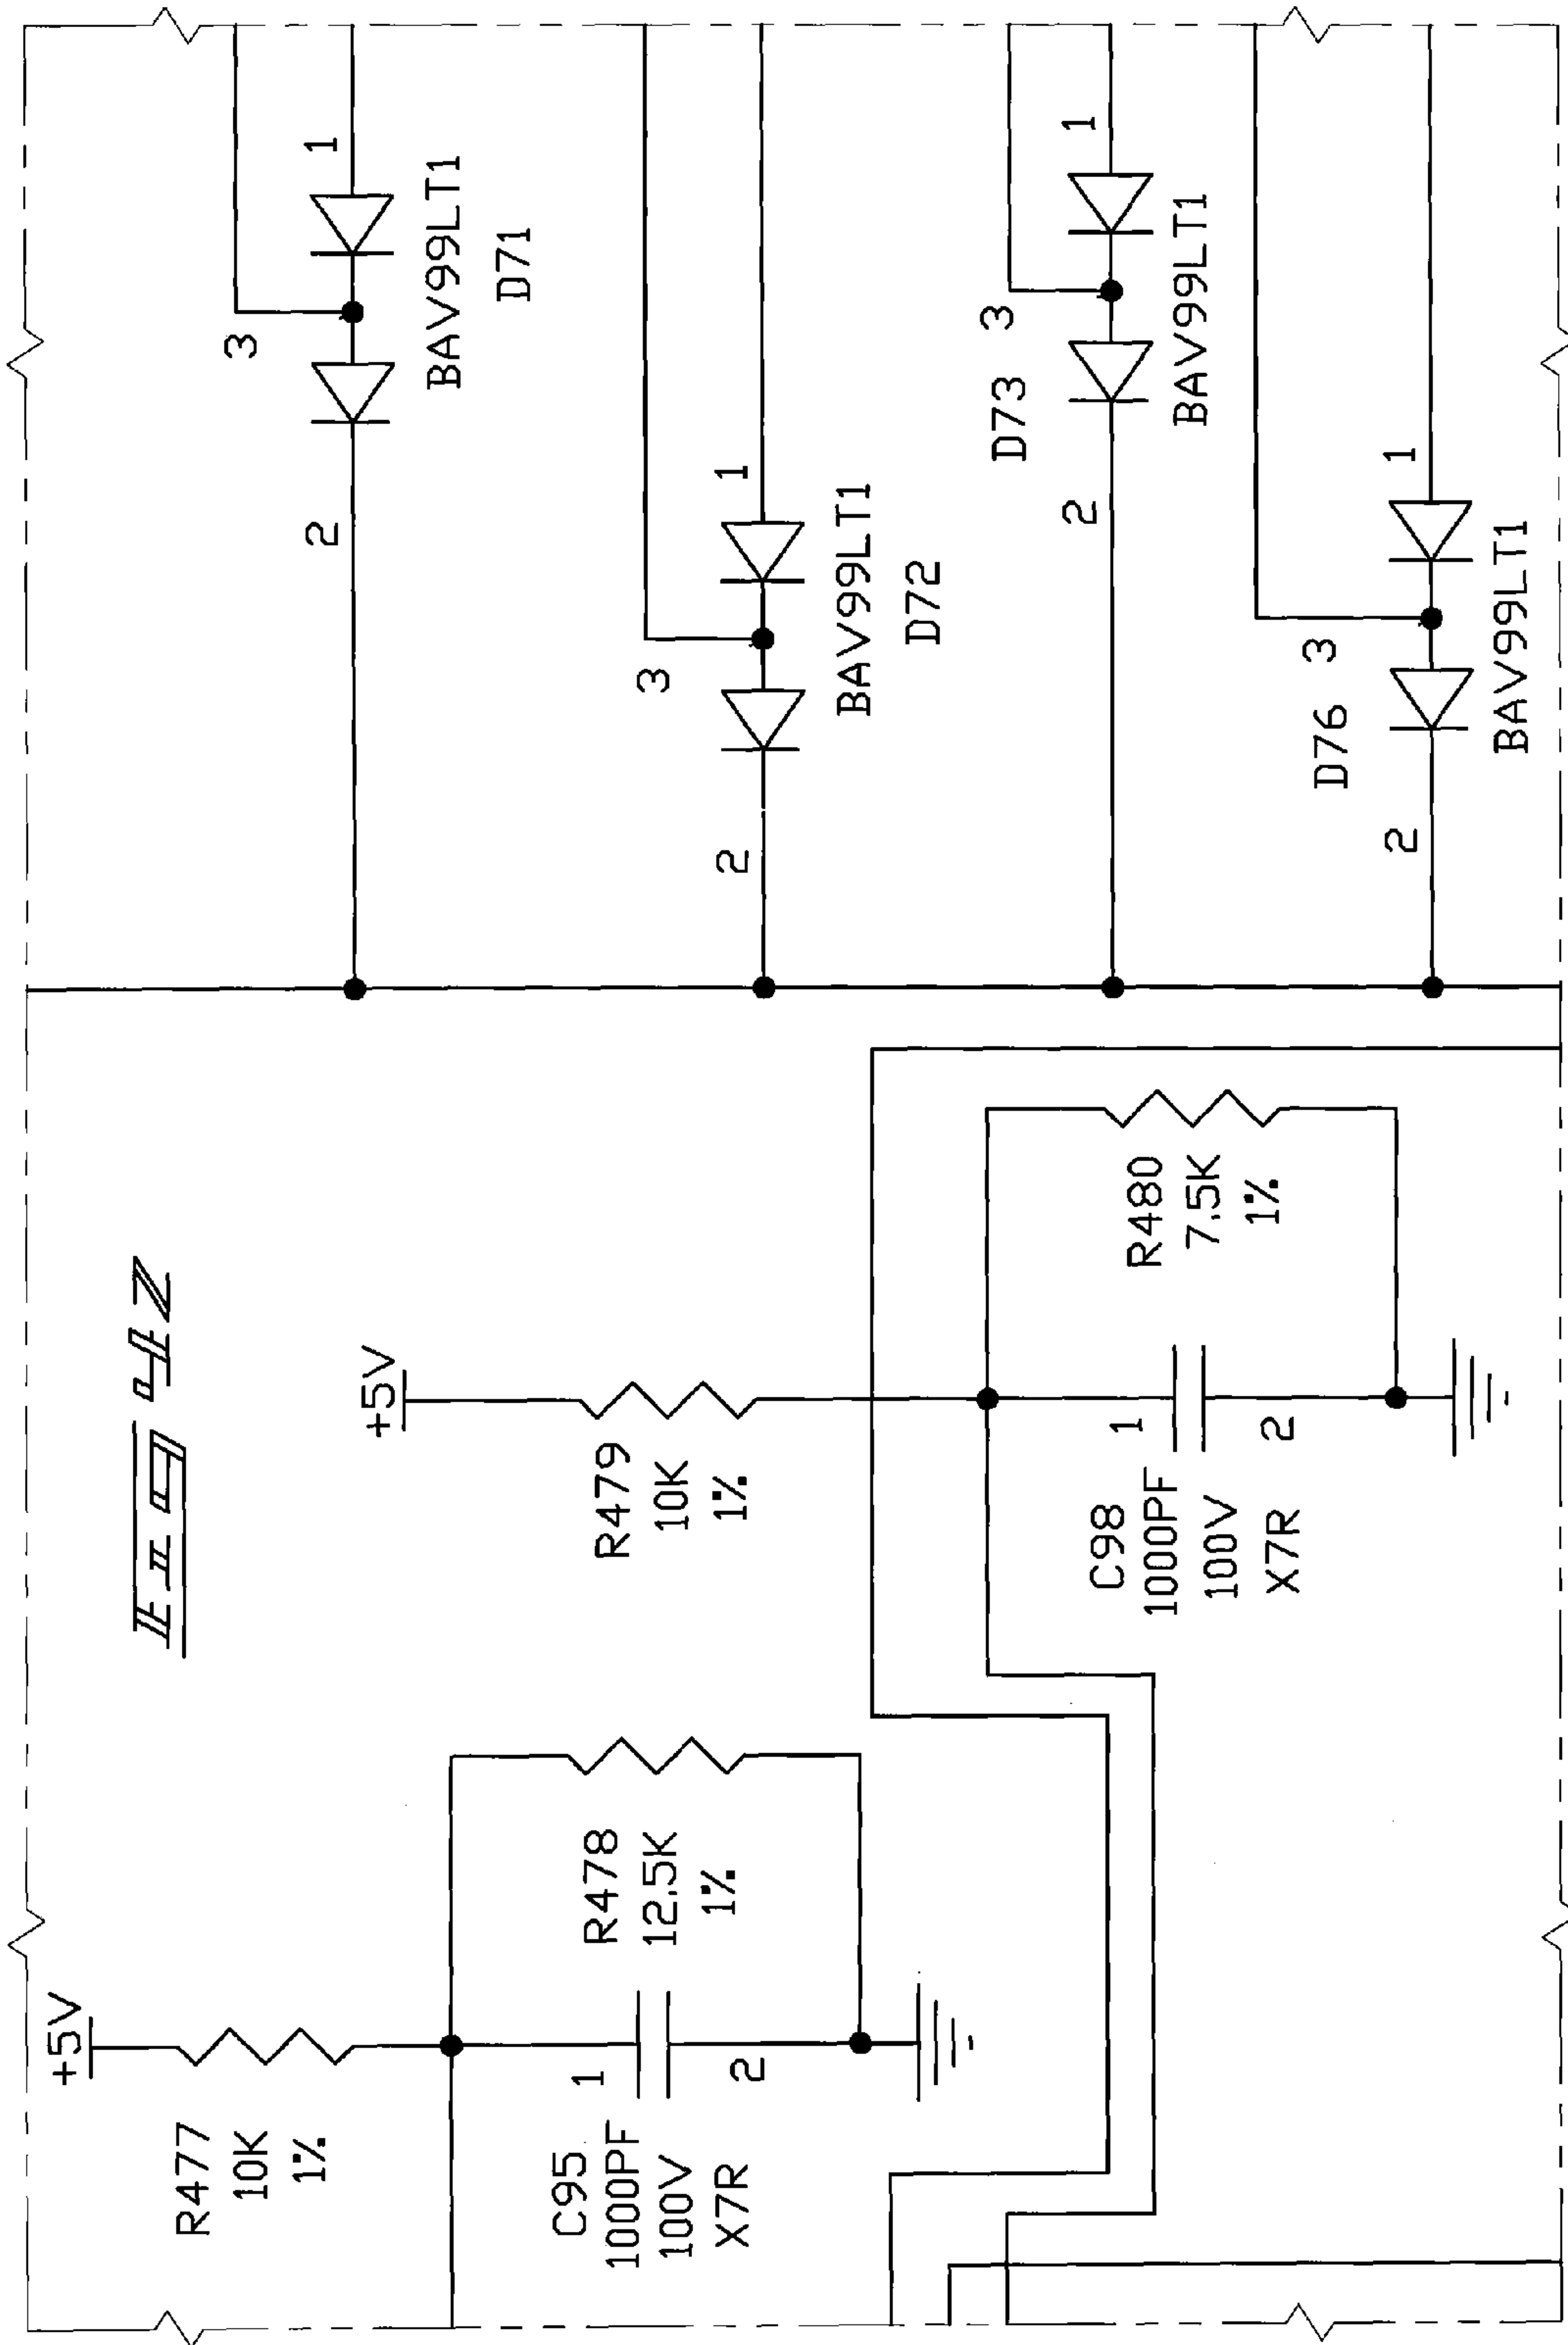 +5V
R477
10K
1%
C95
1000PF
100V
X7R
1
2
R478
12.5K
1%
FIG. 4Z
+5V
R479
10K
1%
C98
1000PF
100V
X7R
1
2
R480
7.5K
1%
2
3
1
BAV99LT1
D71
2
3
1
BAV99LT1
D72
2
D73
3
1
BAV99LT1
2
D76
3
1
BAV99LT1